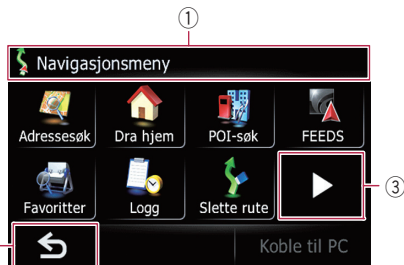 ①
Navigasjonsmeny
Adressesøk Dra hjem POI-søk FEEDS
③
Favoritter Logg Slette rute
Koble til PC